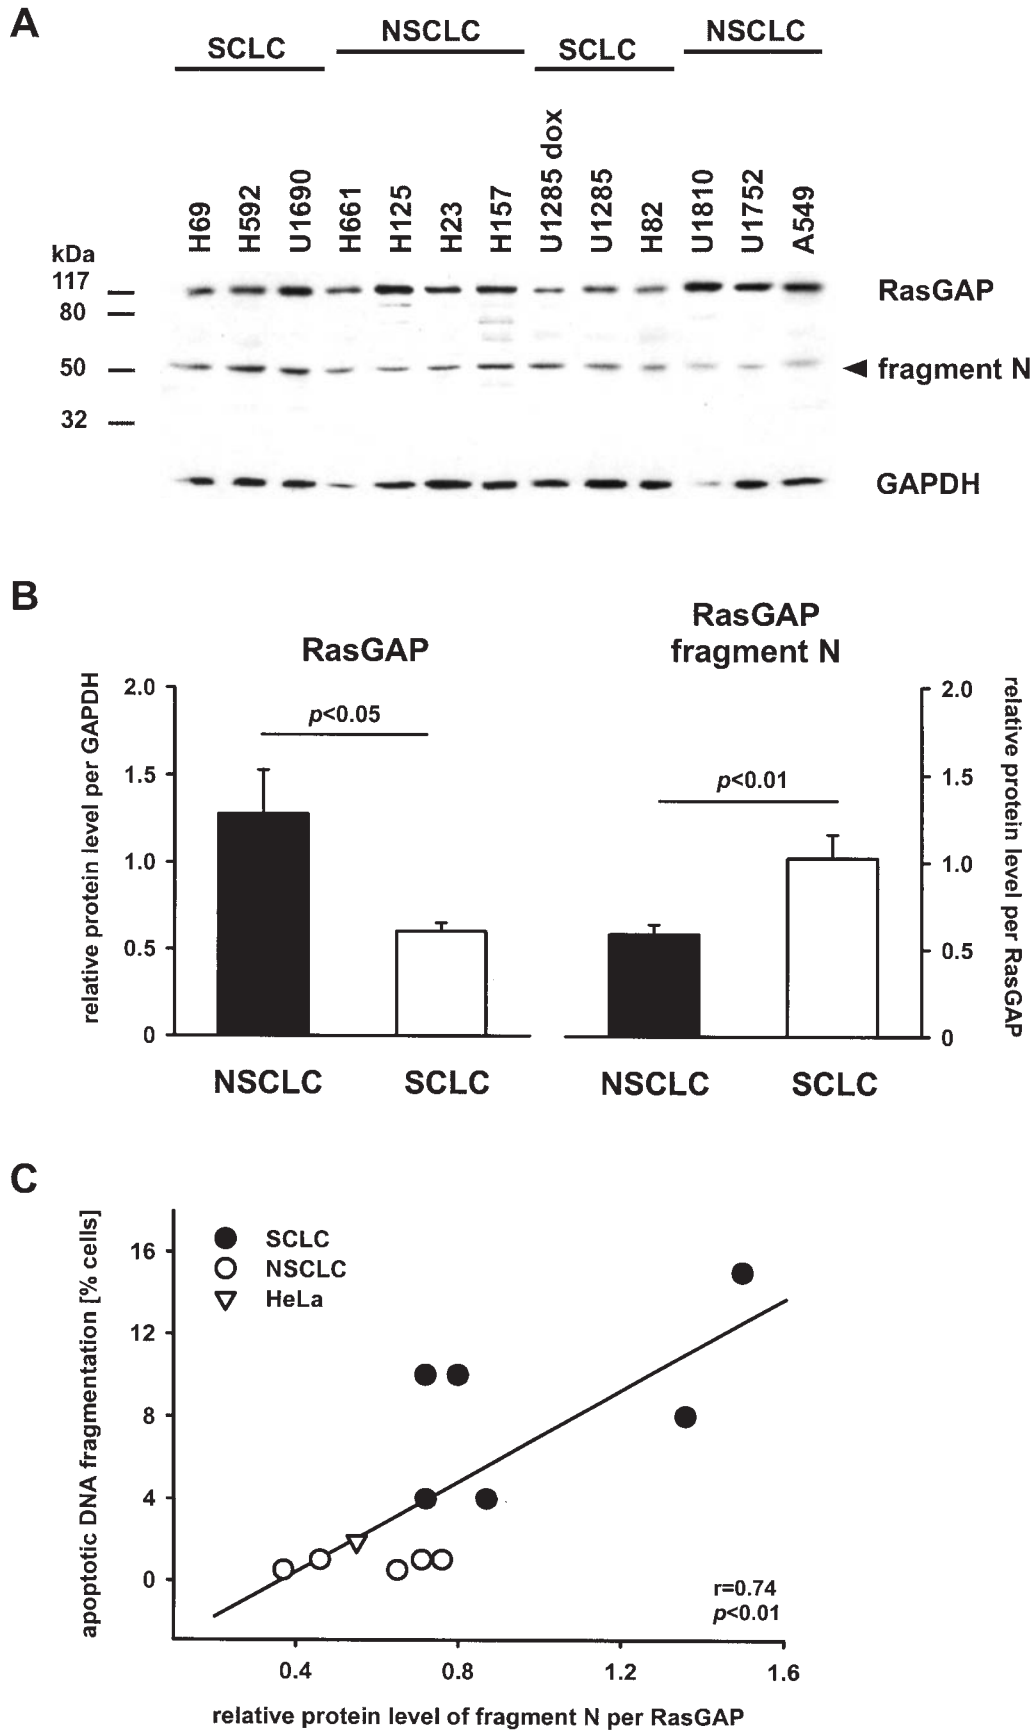 A
SCLC
NSCLC
SCLC
NSCLC
H69
H592
U1690
H661
H125
H23
H157
U1285 dox
U1285
H82
U1810
U1752
A549
kDa
117
80
50
32
RasGAP
fragment N
GAPDH
B
RasGAP
relative protein level per GAPDH
2.0
1.5
1.0
0.5
0
p<0.05
NSCLC
SCLC
RasGAP
fragment N
p<0.01
2.0
1.5
1.0
0.5
0
relative protein level per RasGAP
NSCLC
SCLC
C
apoptotic DNA fragmentation [% cells]
16
12
8
4
0
SCLC
NSCLC
HeLa
r=0.74
p<0.01
0.4
0.8
1.2
1.6
relative protein level of fragment N per RasGAP